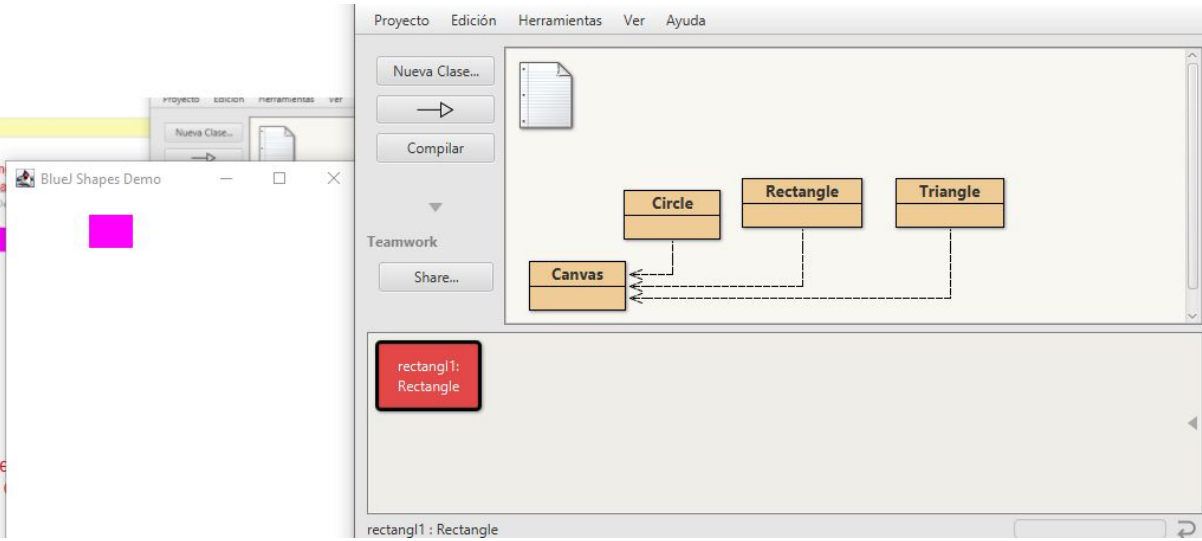 Proyecto Edición Herramientas Ver Ayuda
Nueva Clase...
Compilar
Teamwork
Share...
Circle
Rectangle
Triangle
Canvas
rectangl1:
Rectangle
rectangl1 : Rectangle
Proyecto Edición Herramientas Ver
Nueva Clase...
BlueJ Shapes Demo